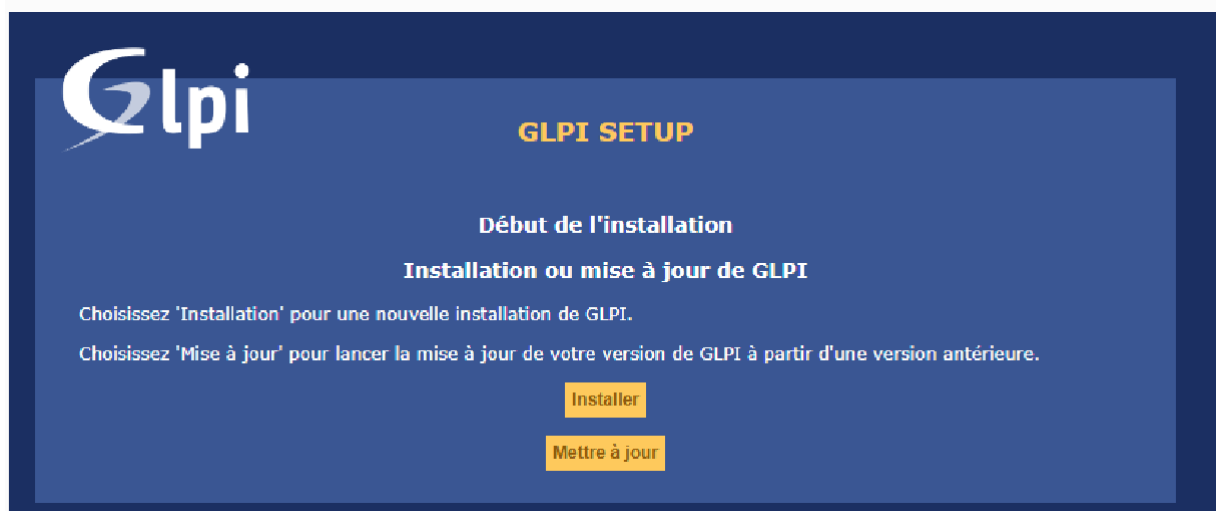 Glpi
GLPI SETUP
Début de l'installation
Installation ou mise à jour de GLPI
Choisissez 'Installation' pour une nouvelle installation de GLPI.
Choisissez 'Mise à jour' pour lancer la mise à jour de votre version de GLPI à partir d'une version antérieure.
Installer
Mettre à jour